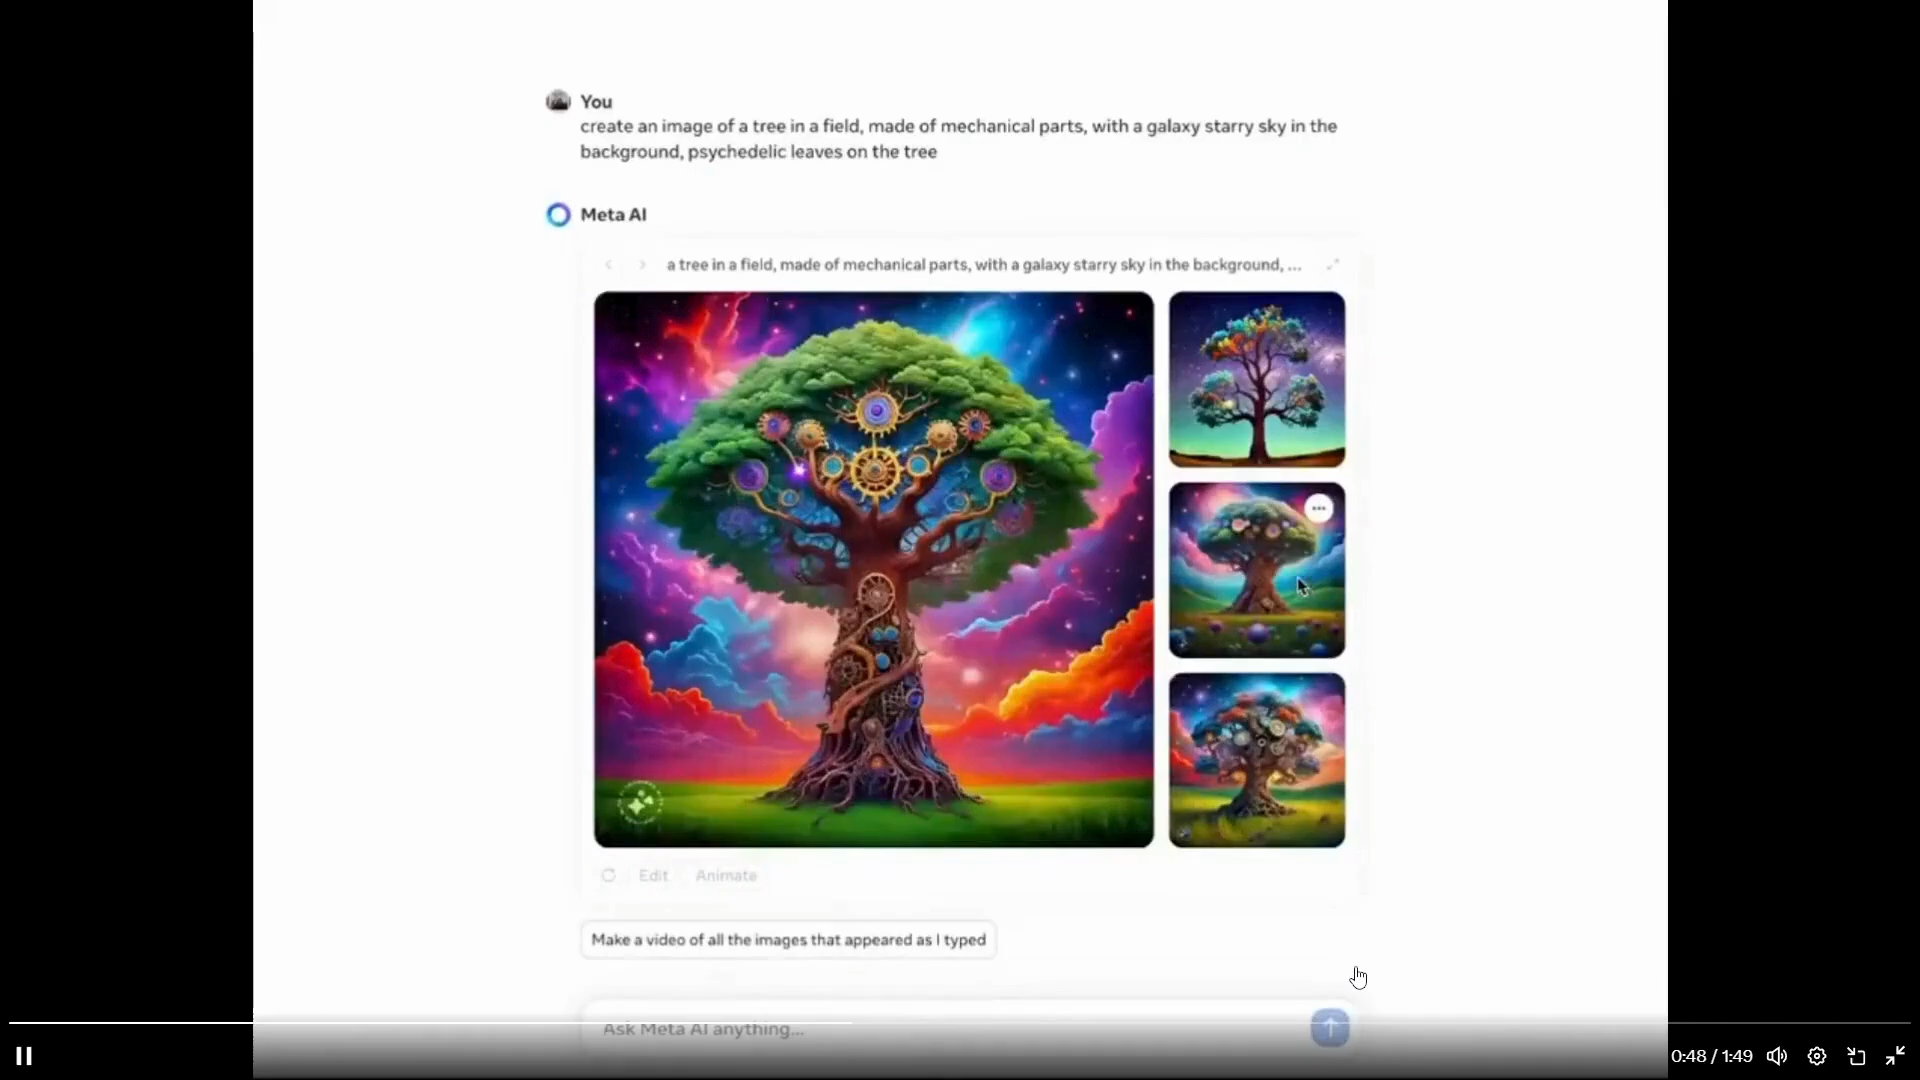 You
create an image of a tree in a field, made of mechanical parts, with a galaxy starry sky in the
background, psychedelic leaves on the tree
Meta AI
a tree in a field, made of mechanical parts, with a galaxy starry sky in the background, ...
Edit Animate
Make a video of all the images that appeared as I typed
Ask Meta AI anything...
0:48 / 1:49